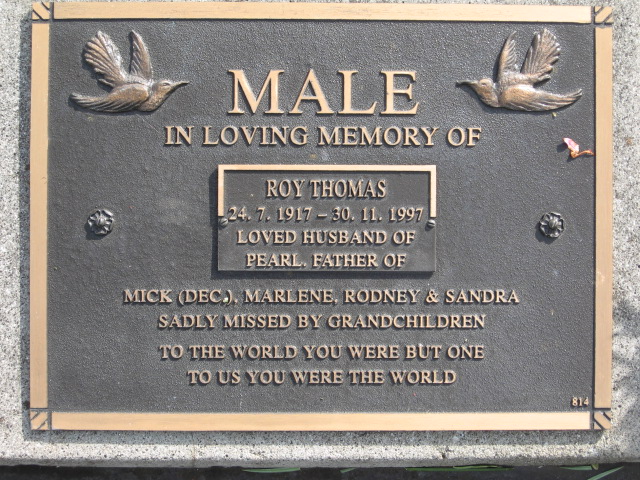 MALE
IN LOVING MEMORY OF
ROY THOMAS
24. 7. 1917 – 30. 11. 1997
LOVED HUSBAND OF
PEARL. FATHER OF
MICK (DEC.), MARLENE, RODNEY & SANDRA
SADLY MISSED BY GRANDCHILDREN
TO THE WORLD YOU WERE BUT ONE
TO US YOU WERE THE WORLD
814